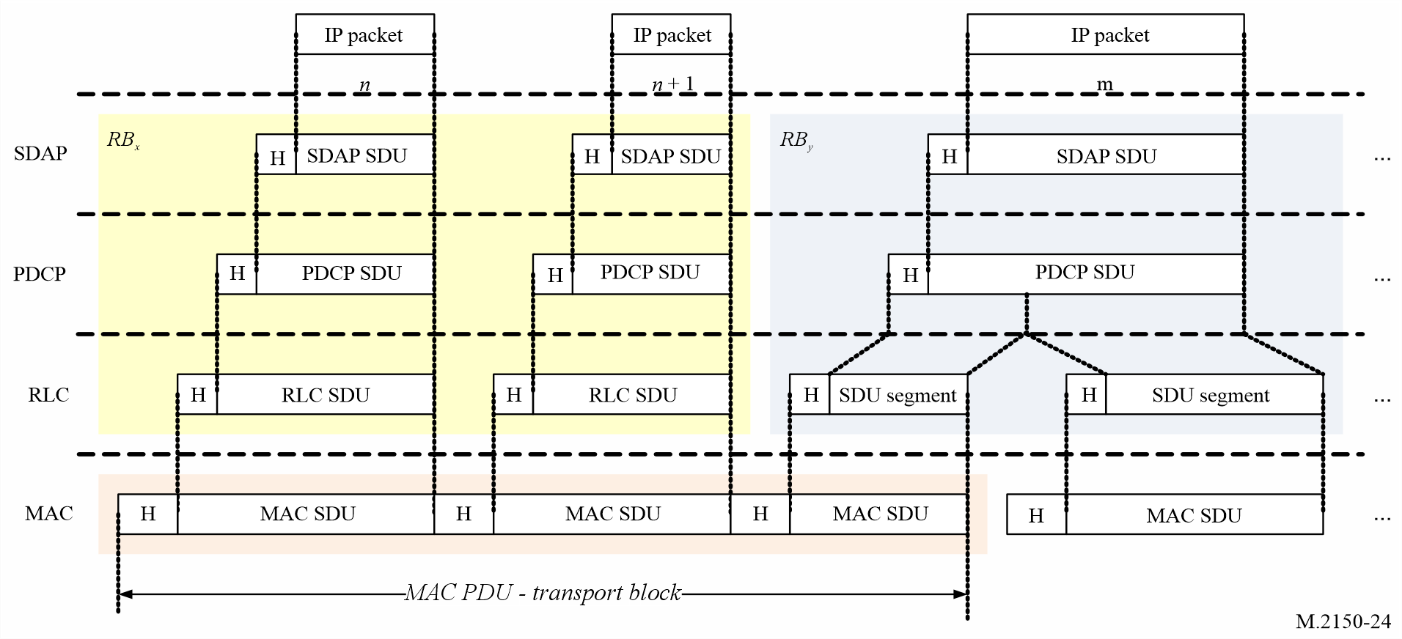 IP packet IP packet IP packet
n n + 1 m
RBx RBy
SDAP H SDAP SDU H SDAP SDU H SDAP SDU ...
PDCP H PDCP SDU H PDCP SDU H PDCP SDU ...
RLC H RLC SDU H RLC SDU H SDU segment H SDU segment ...
MAC H MAC SDU H MAC SDU H MAC SDU H MAC SDU ...
MAC PDU - transport block
M.2150-24